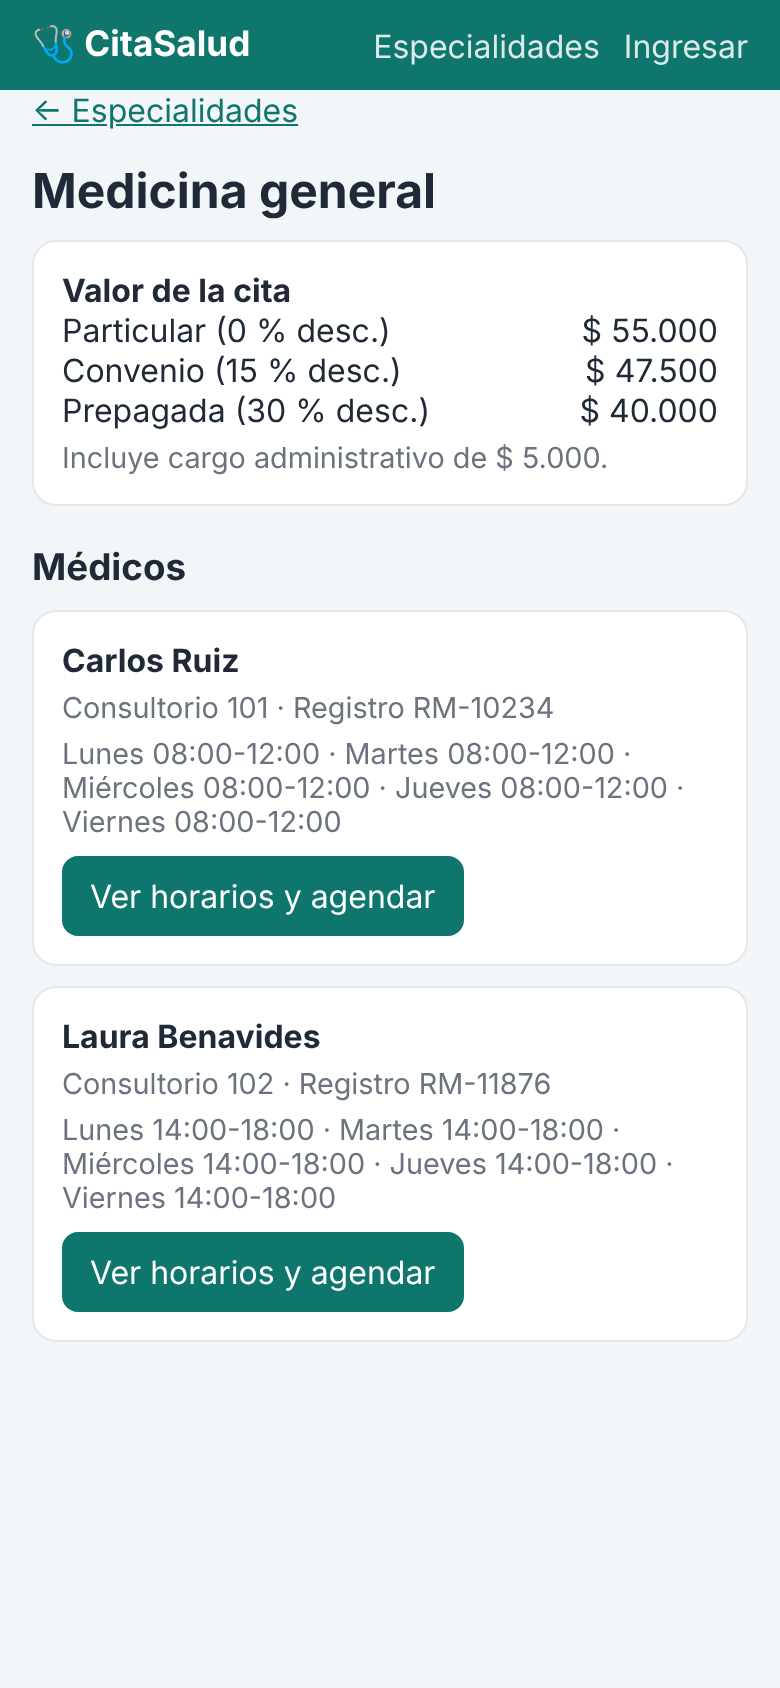 CitaSalud
Especialidades Ingresar
← Especialidades
Medicina general
Valor de la cita
Particular (0 % desc.) $ 55.000
Convenio (15 % desc.) $ 47.500
Prepagada (30 % desc.) $ 40.000
Incluye cargo administrativo de $ 5.000.
Médicos
Carlos Ruiz
Consultorio 101 · Registro RM-10234
Lunes 08:00-12:00 · Martes 08:00-12:00 ·
Miércoles 08:00-12:00 · Jueves 08:00-12:00 ·
Viernes 08:00-12:00
Ver horarios y agendar
Laura Benavides
Consultorio 102 · Registro RM-11876
Lunes 14:00-18:00 · Martes 14:00-18:00 ·
Miércoles 14:00-18:00 · Jueves 14:00-18:00 ·
Viernes 14:00-18:00
Ver horarios y agendar